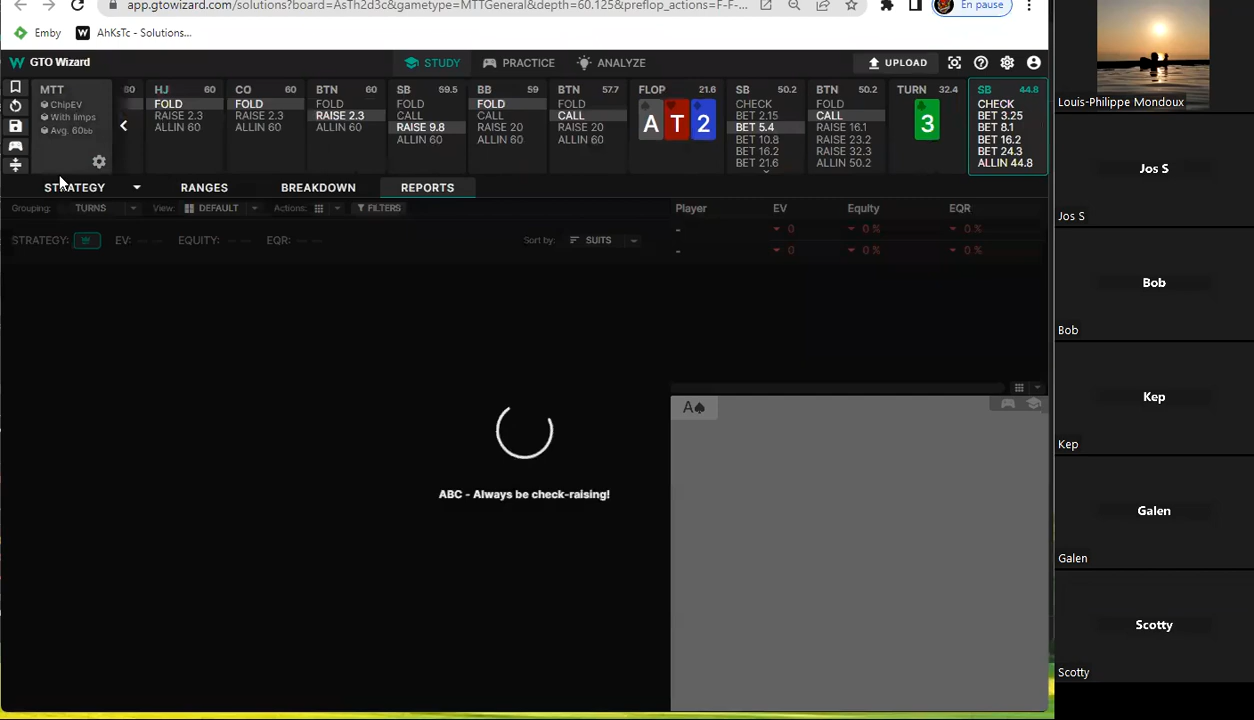 app.gtowizard.com/solutions?board=AsTh2d3c&gametype=MTTGeneral&depth=60.125&preflop_actions=F-F-...
En pause
Emby
AhKsTc - Solutions...
GTO Wizard
STUDY
PRACTICE
ANALYZE
UPLOAD
MTT
ChipEV
With limps
Avg. 60bb
60
HJ 60
FOLD
RAISE 2.3
ALLIN 60
CO 60
FOLD
RAISE 2.3
ALLIN 60
BTN 60
FOLD
RAISE 2.3
ALLIN 60
SB 59.5
FOLD
CALL
RAISE 9.8
ALLIN 60
BB 59
FOLD
CALL
RAISE 20
ALLIN 60
BTN 57.7
FOLD
CALL
RAISE 20
ALLIN 60
FLOP 21.6
A T 2
SB 50.2
CHECK
BET 2.15
BET 5.4
BET 10.8
BET 16.2
BET 21.6
BTN 50.2
FOLD
CALL
RAISE 16.1
RAISE 23.2
RAISE 32.3
ALLIN 50.2
TURN 32.4
3
SB 44.8
CHECK
BET 3.25
BET 8.1
BET 16.2
BET 24.3
ALLIN 44.8
STRATEGY
RANGES
BREAKDOWN
REPORTS
Grouping: TURNS
View: DEFAULT
Actions:
FILTERS
Player EV Equity EQR
STRATEGY:
EV: -- --
EQUITY: -- --
EQR: -- --
Sort by: SUITS
- 0 0 % 0 %
- 0 0 % 0 %
A♠
ABC - Always be check-raising!
Louis-Philippe Mondoux
Jos S
Jos S
Bob
Bob
Kep
Kep
Galen
Galen
Scotty
Scotty